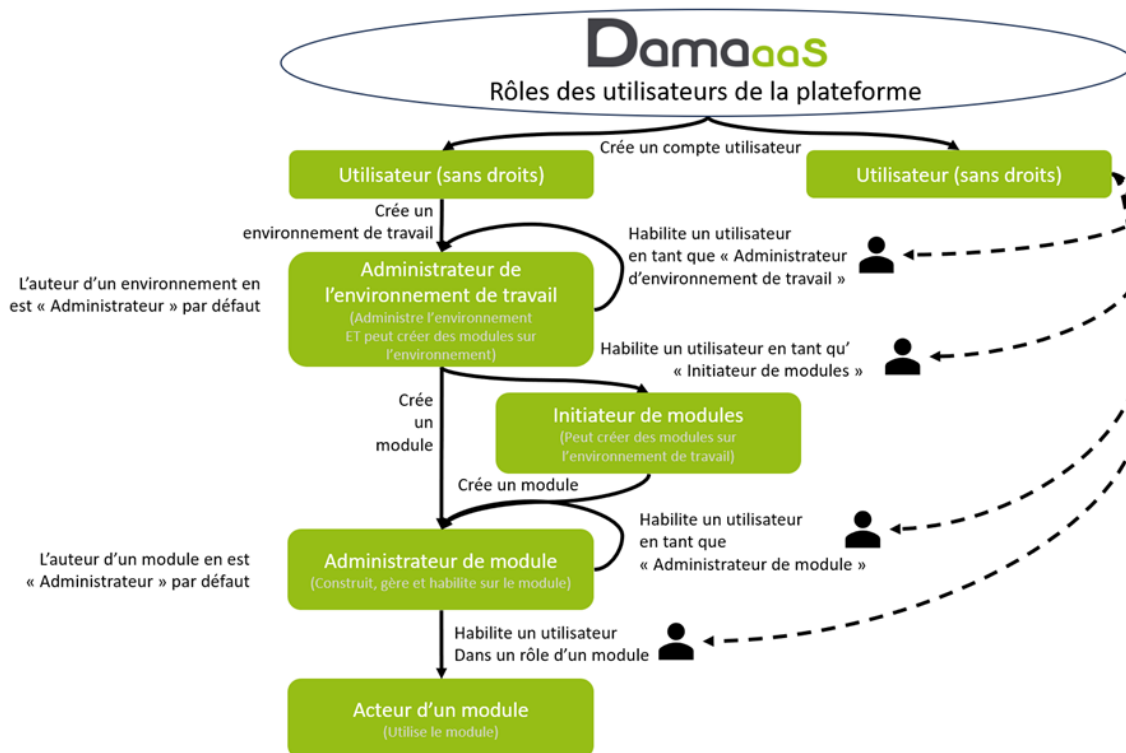 Damaaas
Rôles des utilisateurs de la plateforme
Crée un compte utilisateur
Utilisateur (sans droits)
Utilisateur (sans droits)
Crée un
environnement de travail
Habilite un utilisateur
en tant que « Administrateur
d’environnement de travail »
L’auteur d’un environnement en
est « Administrateur » par défaut
Administrateur de
l’environnement de travail
(Administre l’environnement
ET peut créer des modules sur
l’environnement)
Habilite un utilisateur en tant qu’
« Initiateur de modules »
Crée
un
module
Initiateur de modules
(Peut créer des modules sur
l’environnement de travail)
Crée un module
Habilite un utilisateur
en tant que
« Administrateur de module »
L’auteur d’un module en est
« Administrateur » par défaut
Administrateur de module
(Construit, gère et habilite sur le module)
Habilite un utilisateur
Dans un rôle d’un module
Acteur d’un module
(Utilise le module)